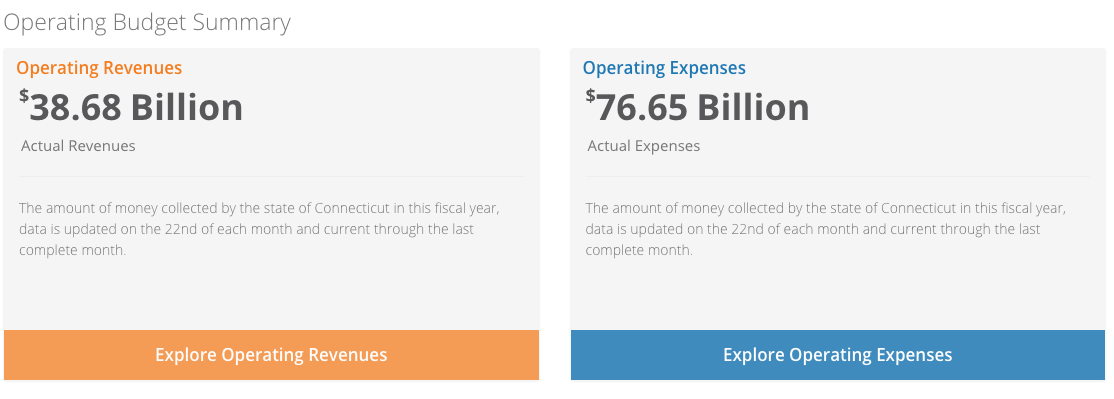 Operating Budget Summary
Operating Revenues
$38.68 Billion
Actual Revenues
The amount of money collected by the state of Connecticut in this fiscal year,
data is updated on the 22nd of each month and current through the last
complete month.
Explore Operating Revenues
Operating Expenses
$76.65 Billion
Actual Expenses
The amount of money collected by the state of Connecticut in this fiscal year,
data is updated on the 22nd of each month and current through the last
complete month.
Explore Operating Expenses